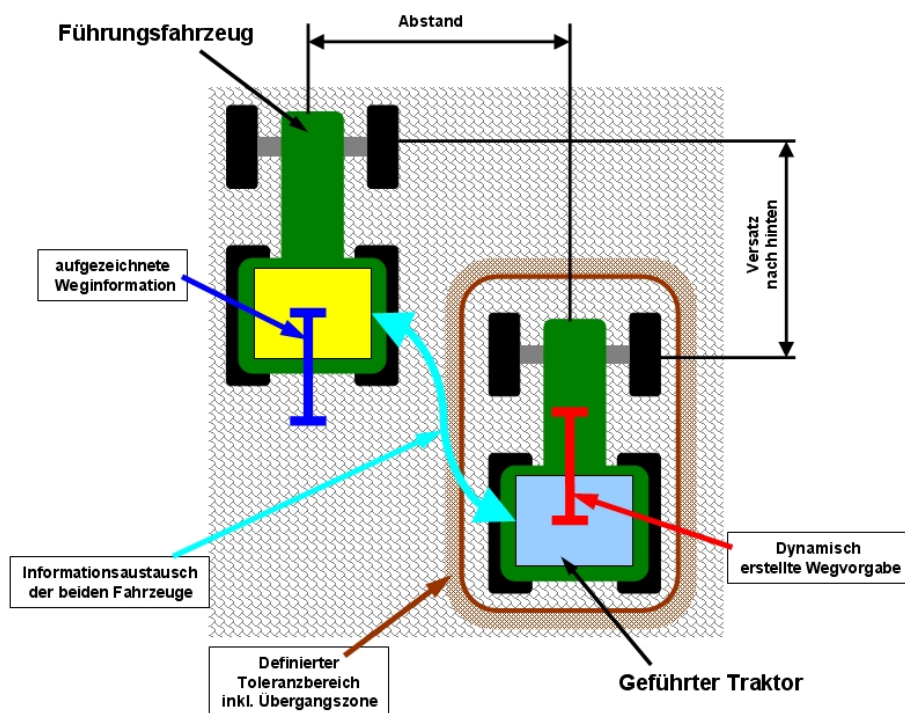 Abstand
Führungsfahrzeug
Versatz
nach hinten
aufgezeichnete
Weginformation
Informationsaustausch
der beiden Fahrzeuge
Dynamisch
erstellte Wegvorgabe
Definierter
Toleranzbereich
inkl. Übergangszone
Geführter Traktor